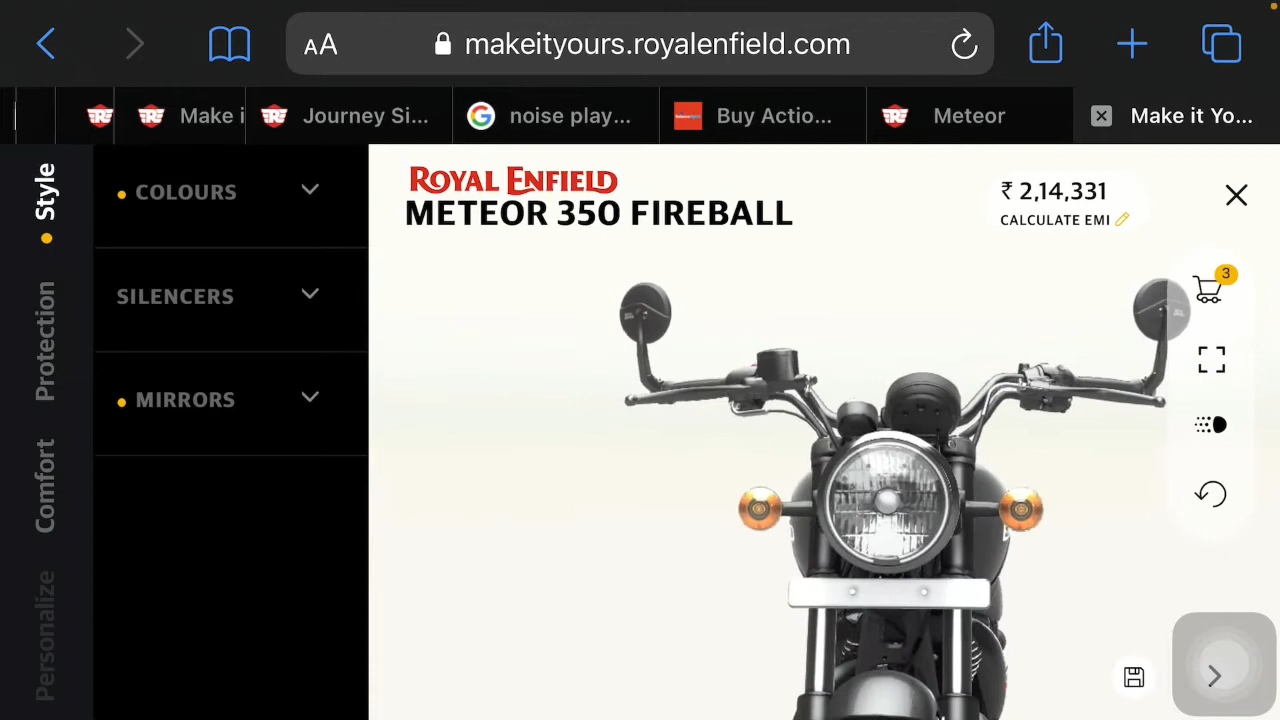 AA makeityours.royalenfield.com
Make i
Journey Si...
noise play...
Buy Actio...
Meteor
Make it Yo...
Style
Protection
Comfort
Personalize
COLOURS
SILENCERS
MIRRORS
ROYAL ENFIELD
METEOR 350 FIREBALL
₹ 2,14,331
CALCULATE EMI
3